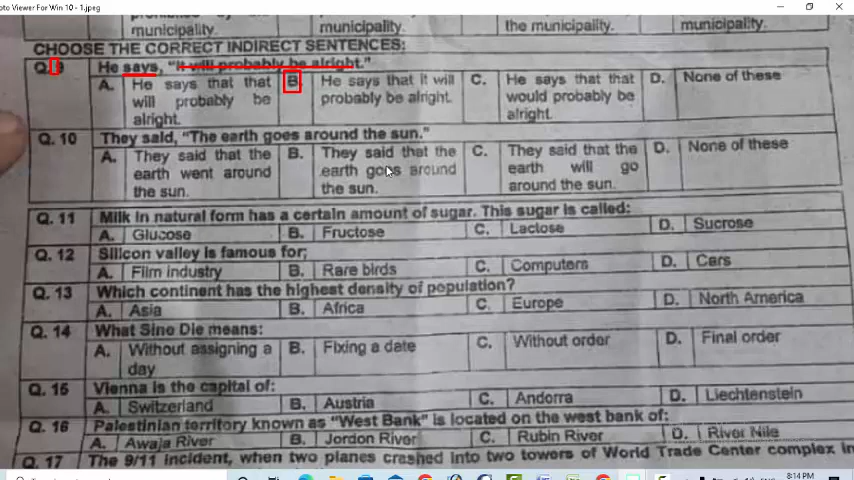 oto Viewer For Win 10 - 1.jpeg
municipality. municipality. the municipality. municipality.
CHOOSE THE CORRECT INDIRECT SENTENCES:
Q. He says, "It will probably be alright."
A. He says that that will probably be alright. B. He says that it will probably be alright. C. He says that would probably be alright. D. None of these
Q. 10 They said, "The earth goes around the sun."
A. They said that the earth went around the sun. B. They said that the earth goes around the sun. C. They said that the earth will go around the sun. D. None of these
Q. 11 Milk in natural form has a certain amount of sugar. This sugar is called:
A. Glucose B. Fructose C. Lactose D. Sucrose
Q. 12 Silicon valley is famous for;
A. Film industry B. Rare birds C. Computers D. Cars
Q. 13 Which continent has the highest density of population?
A. Asia B. Africa C. Europe D. North America
Q. 14 What Sine Die means:
A. Without assigning a day B. Fixing a date C. Without order D. Final order
Q. 15 Vienna is the capital of:
A. Switzerland B. Austria C. Andorra D. Liechtenstein
Q. 16 Palestinian territory known as "West Bank" is located on the west bank of:
A. Awaja River B. Jordon River C. Rubin River D. River Nile
Q. 17 The 9/11 incident, when two planes crashed into two towers of World Trade Center complex in
8:14 PM